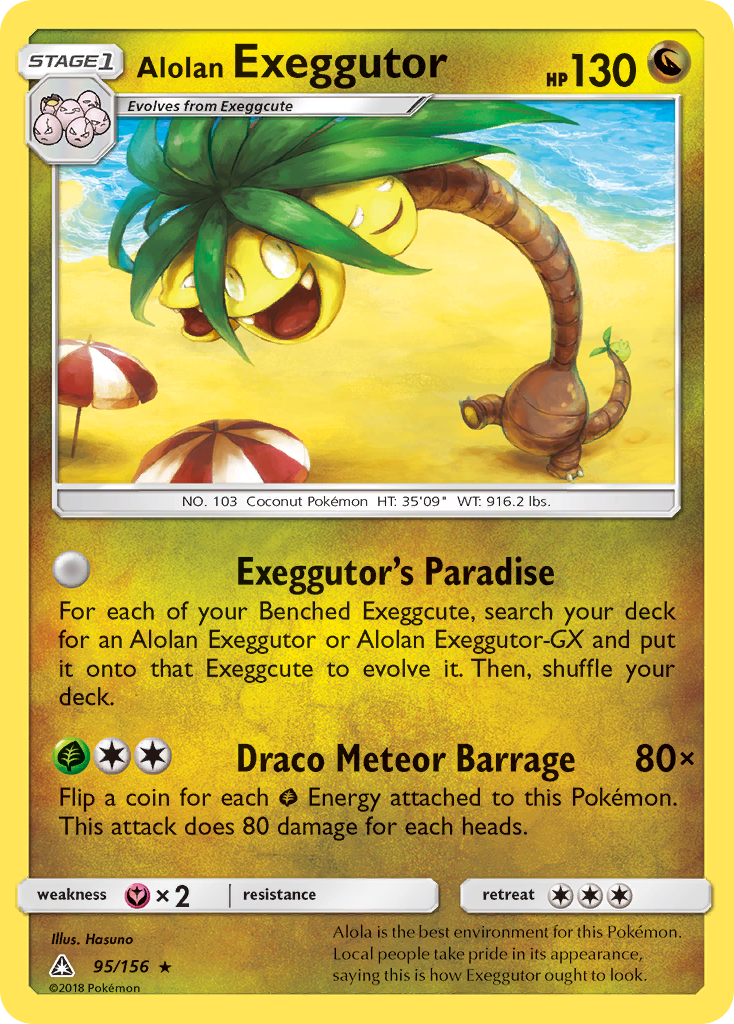 STAGE 1 Alolan Exeggutor HP 130
Evolves from Exeggcute
NO. 103 Coconut Pokémon HT: 35'09" WT: 916.2 lbs.
Exeggutor's Paradise
For each of your Benched Exeggcute, search your deck
for an Alolan Exeggutor or Alolan Exeggutor-GX and put
it onto that Exeggcute to evolve it. Then, shuffle your
deck.
Draco Meteor Barrage 80×
Flip a coin for each Energy attached to this Pokémon.
This attack does 80 damage for each heads.
weakness × 2 resistance retreat
Illus. Hasuno
95/156 ★
©2018 Pokémon
Alola is the best environment for this Pokémon.
Local people take pride in its appearance,
saying this is how Exeggutor ought to look.